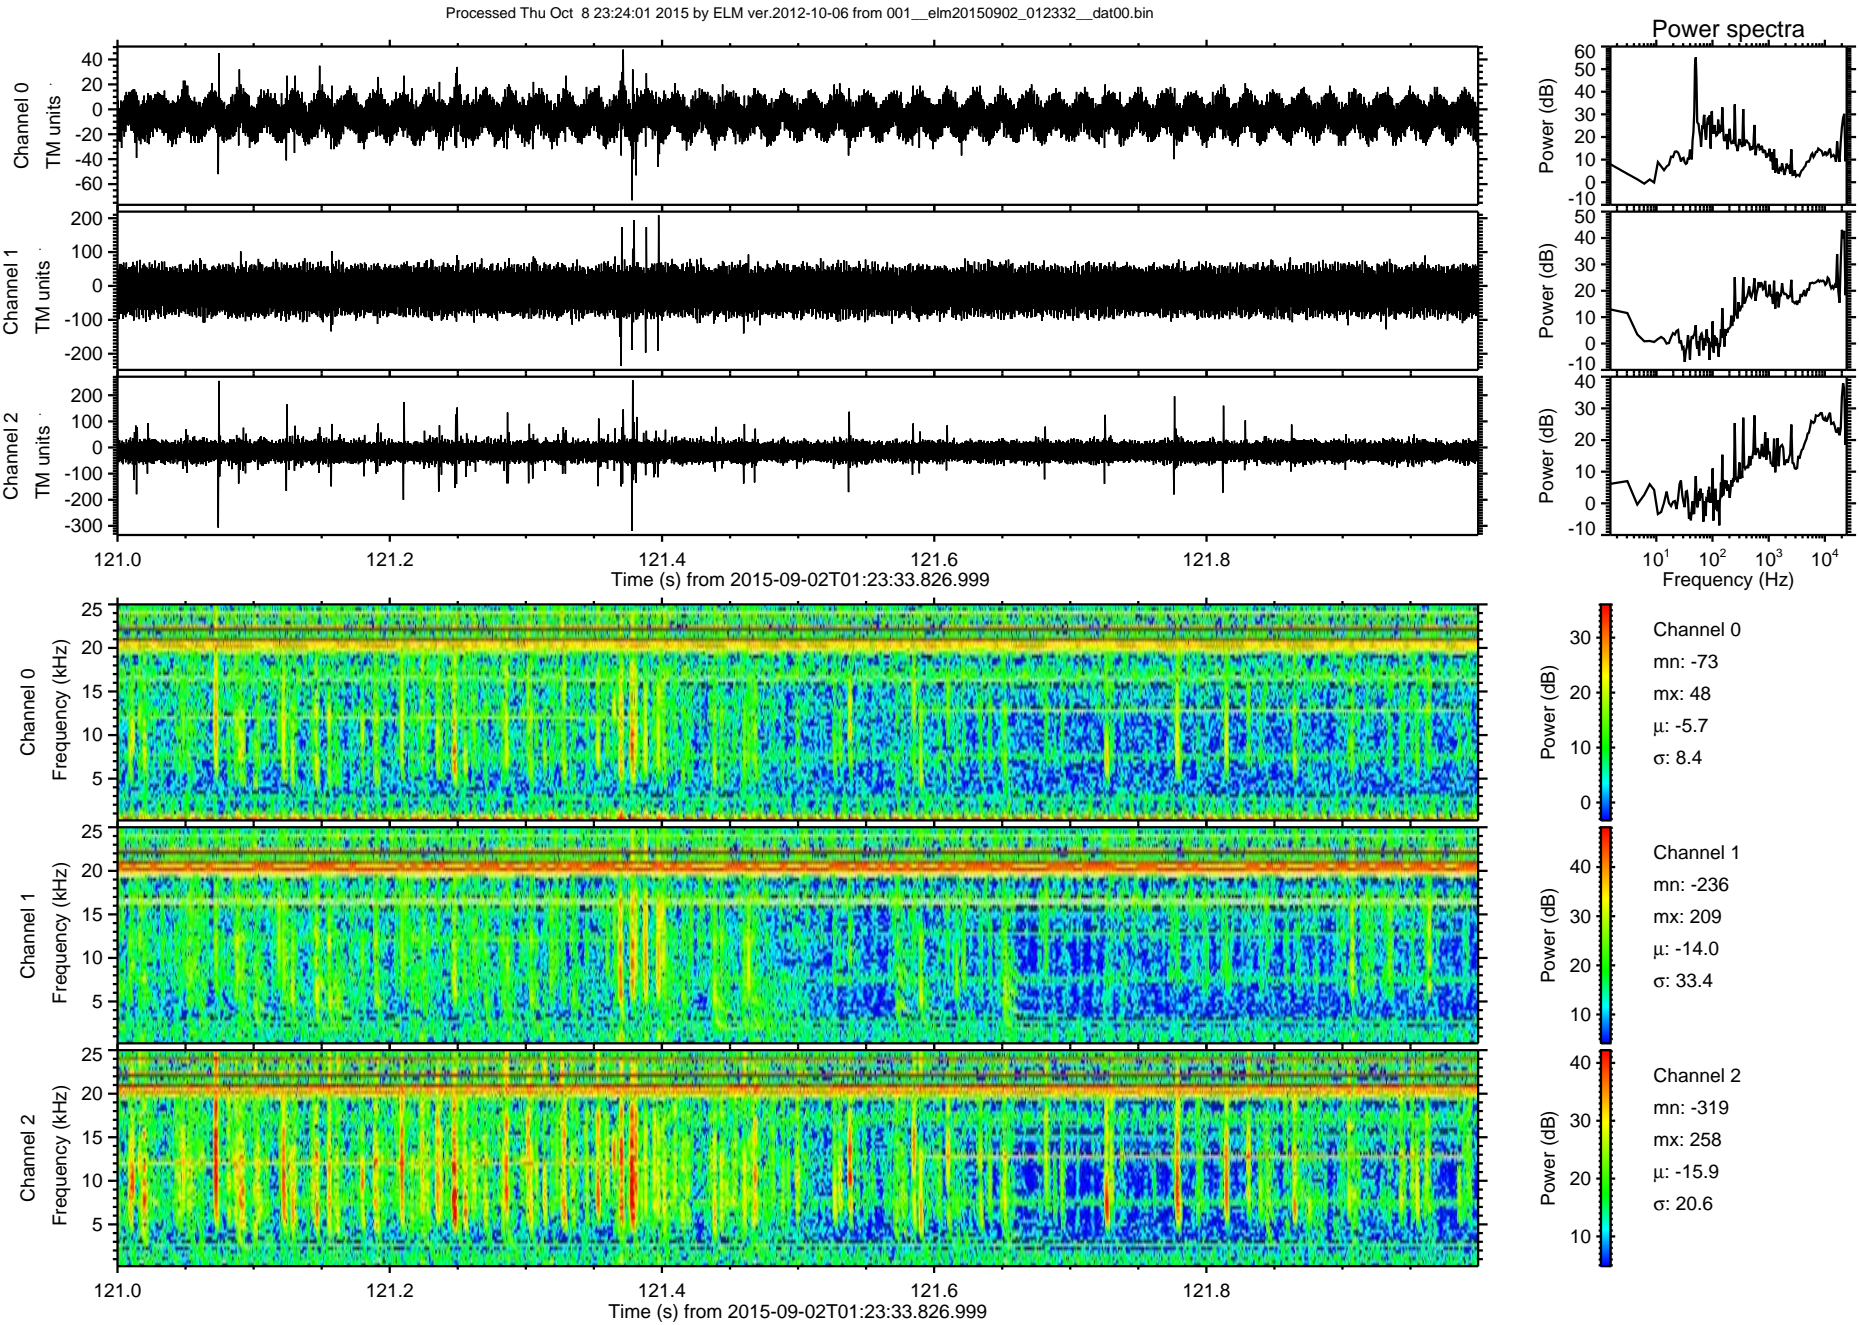 Processed Thu Oct  8 23:24:01 2015 by ELM ver.2012-10-06 from 001__elm20150902_012332__dat00.bin
Power spectra
Channel 0
TM units
40
20
0
-20
-40
-60
Power (dB)
60
50
40
30
20
10
0
-10
Channel 1
TM units
200
100
0
-100
-200
Power (dB)
50
40
30
20
10
0
-10
Channel 2
TM units
200
100
0
-100
-200
-300
Power (dB)
40
30
20
10
0
-10
121.0 121.2 121.4 121.6 121.8
Time (s) from 2015-09-02T01:23:33.826.999
10¹ 10² 10³ 10⁴
Frequency (Hz)
Channel 0
Frequency (kHz)
25
20
15
10
5
Power (dB)
30
20
10
0
Channel 0
mn: -73
mx: 48
μ: -5.7
σ: 8.4
Channel 1
Frequency (kHz)
25
20
15
10
5
Power (dB)
40
30
20
10
Channel 1
mn: -236
mx: 209
μ: -14.0
σ: 33.4
Channel 2
Frequency (kHz)
25
20
15
10
5
Power (dB)
40
30
20
10
Channel 2
mn: -319
mx: 258
μ: -15.9
σ: 20.6
121.0 121.2 121.4 121.6 121.8
Time (s) from 2015-09-02T01:23:33.826.999